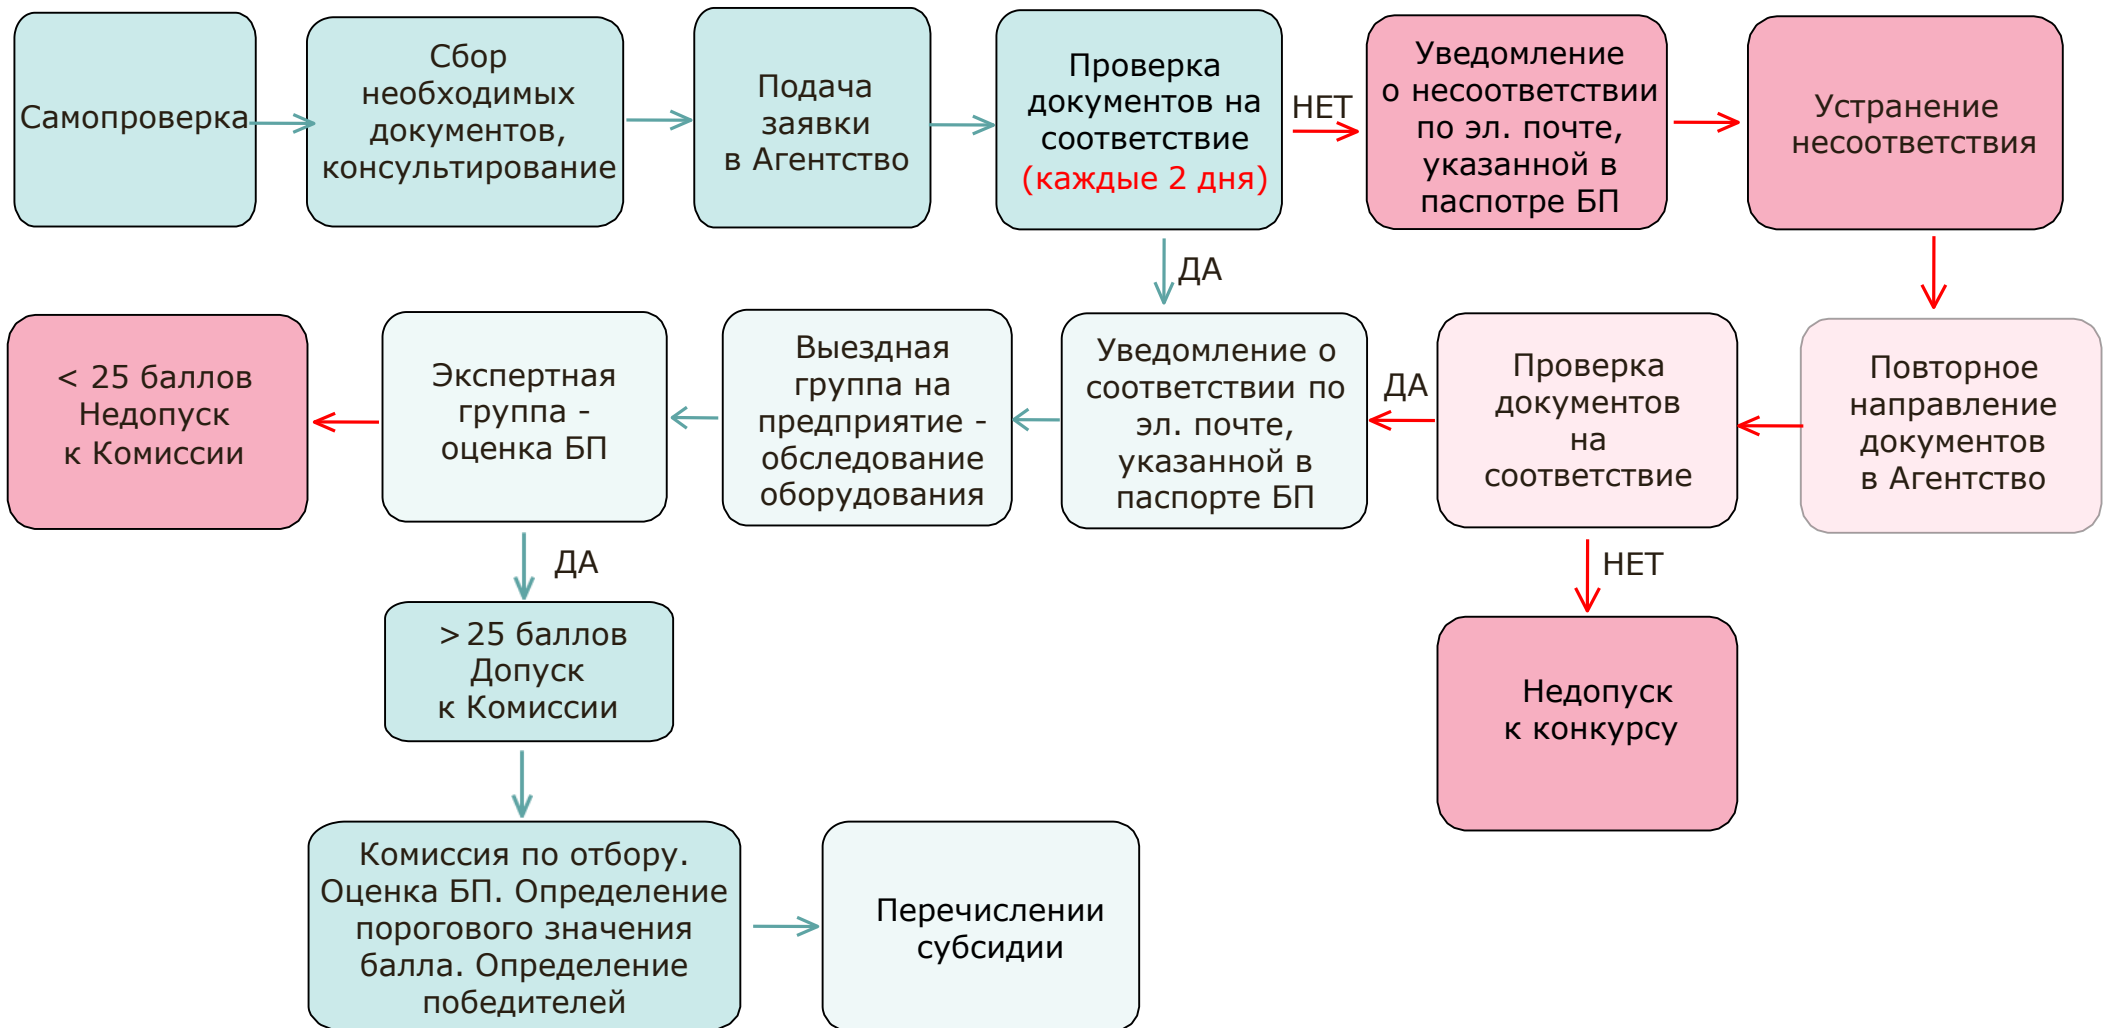 Самопроверка
Сбор
необходимых
документов,
консультирование
Подача
заявки
в Агентство
Проверка
документов на
соответствие
(каждые 2 дня)
НЕТ
Уведомление
о несоответствии
по эл. почте,
указанной в
паспотре БП
Устранение
несоответствия
ДА
< 25 баллов
Недопуск
к Комиссии
Экспертная
группа -
оценка БП
Выездная
группа на
предприятие -
обследование
оборудования
Уведомление о
соответствии по
эл. почте,
указанной в
паспорте БП
ДА
Проверка
документов
на
соответствие
Повторное
направление
документов
в Агентство
ДА
НЕТ
> 25 баллов
Допуск
к Комиссии
Недопуск
к конкурсу
Комиссия по отбору.
Оценка БП. Определение
порогового значения
балла. Определение
победителей
Перечислении
субсидии